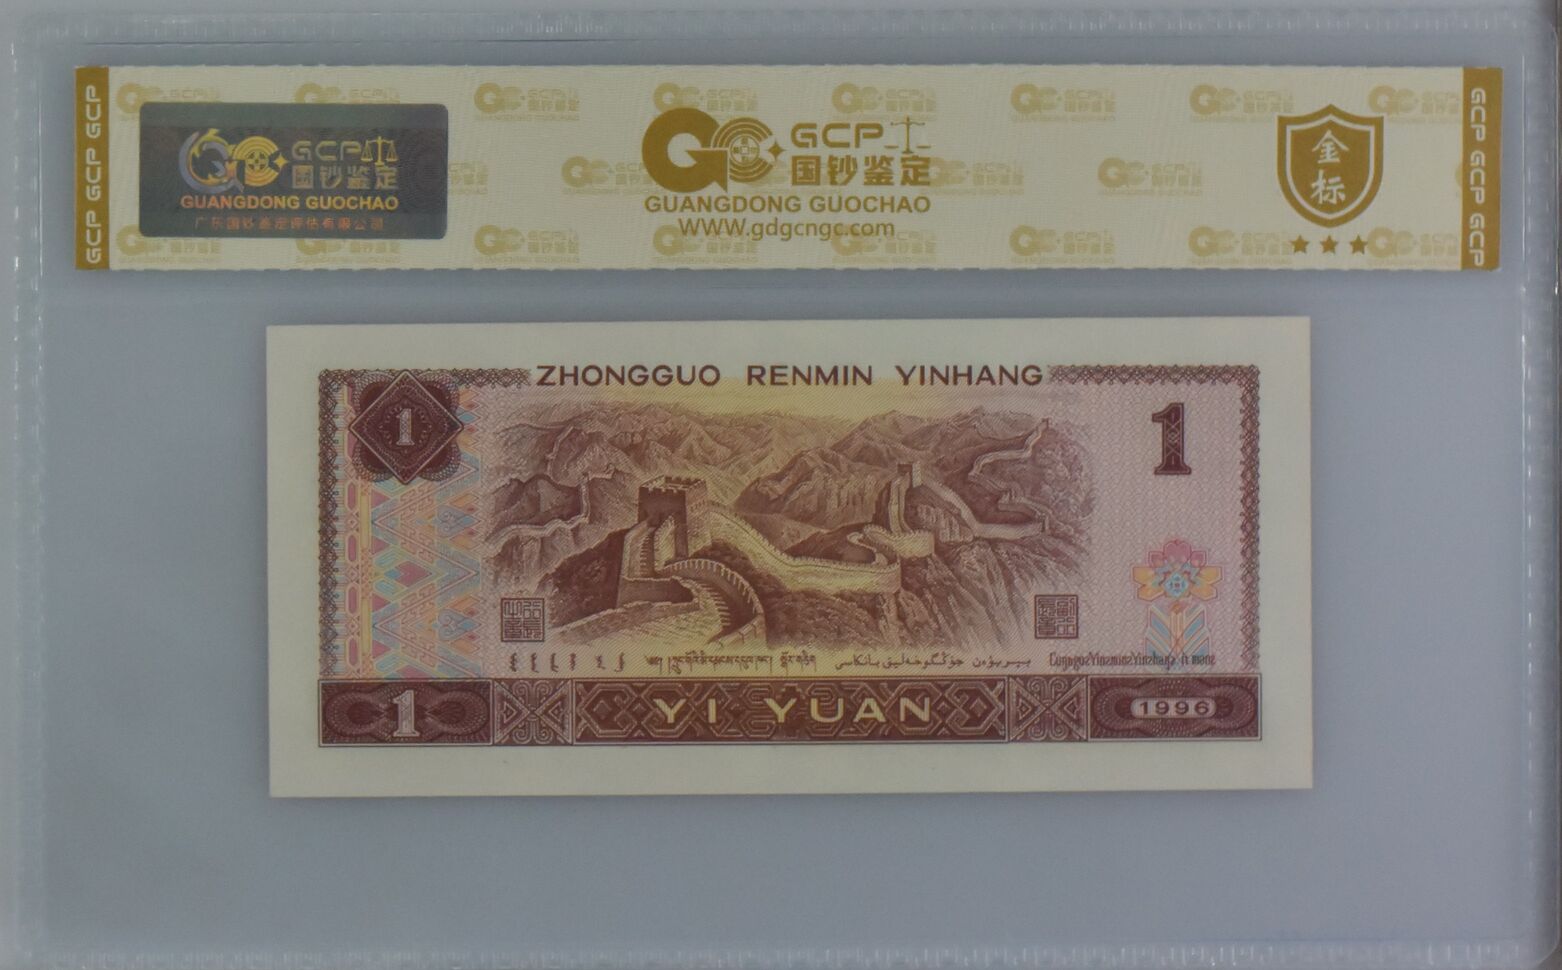 GCP GCP GCP
GCP
国钞鉴定
GUANGDONG GUOCHAO
广东国钞鉴定评估有限公司
GCP
国钞鉴定
GUANGDONG GUOCHAO
WWW.gdgcngc.com
金标
GCP GCP GCP
ZHONGGUO RENMIN YINHANG
1
1
1
YI YUAN
1996